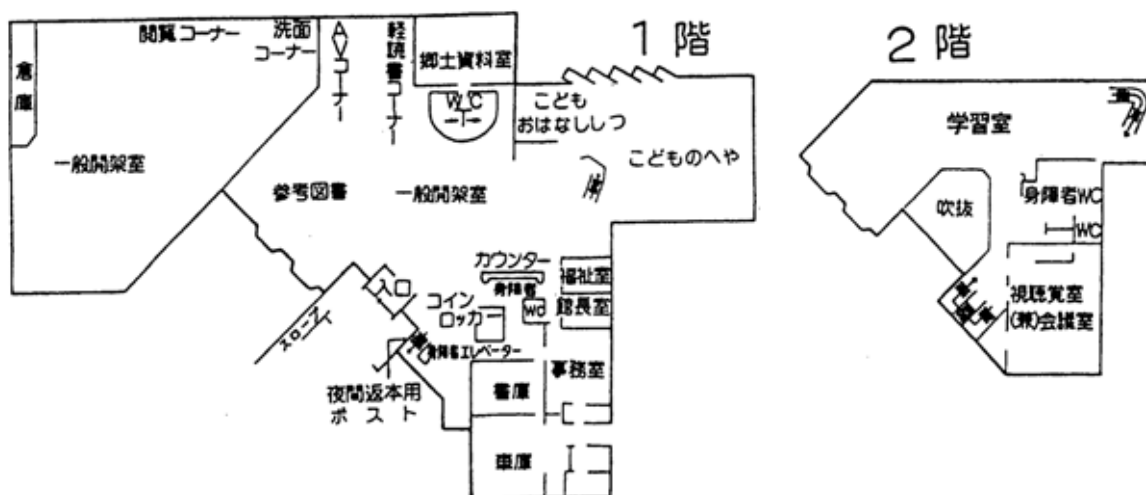 1階
閲覧コーナー
洗面
コーナー
倉庫
AVコーナー
軽読書コーナー
郷土資料室
WC
こども
おはなししつ
こどものへや
一般開架室
参考図書
一般開架室
カウンター
身障者
WC
福祉室
館長室
入口
スロープ
コイン
ロッカー
身障者エレベーター
夜間返本用
ポスト
事務室
書庫
車庫
2階
学習室
吹抜
身障者WC
WC
視聴覚室
(兼)会議室